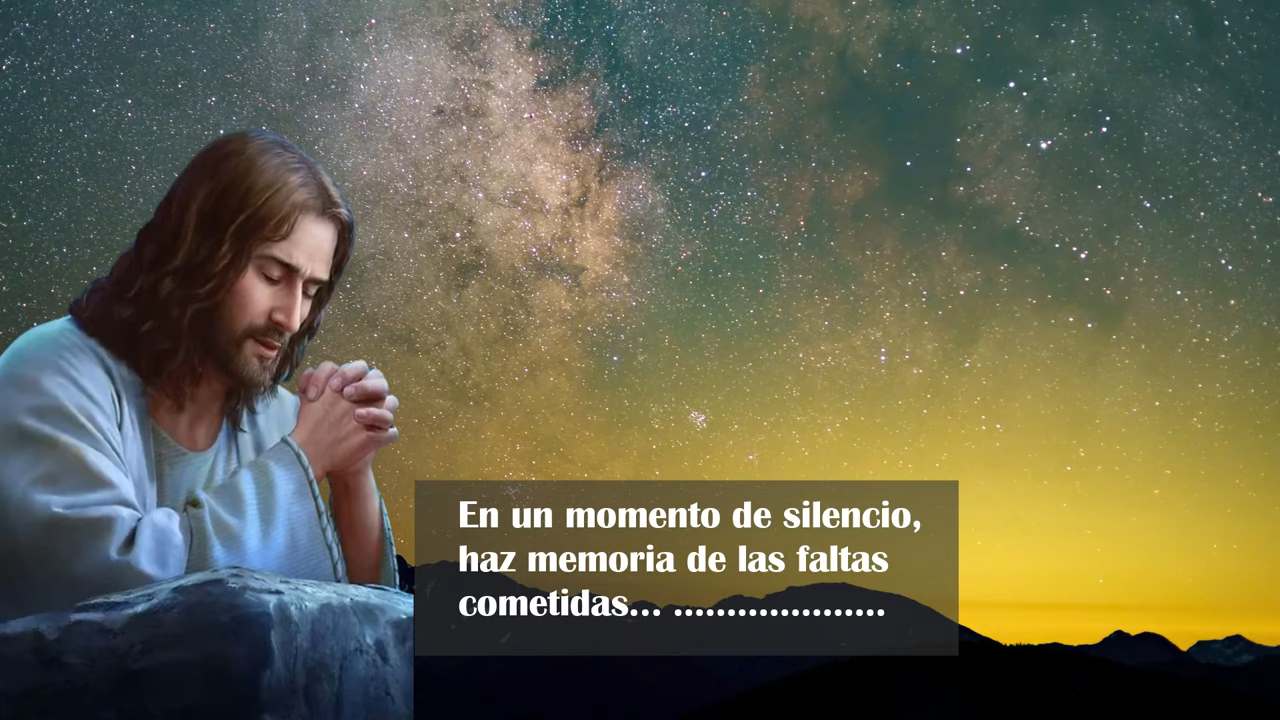 En un momento de silencio,
haz memoria de las faltas
cometidas... ....................